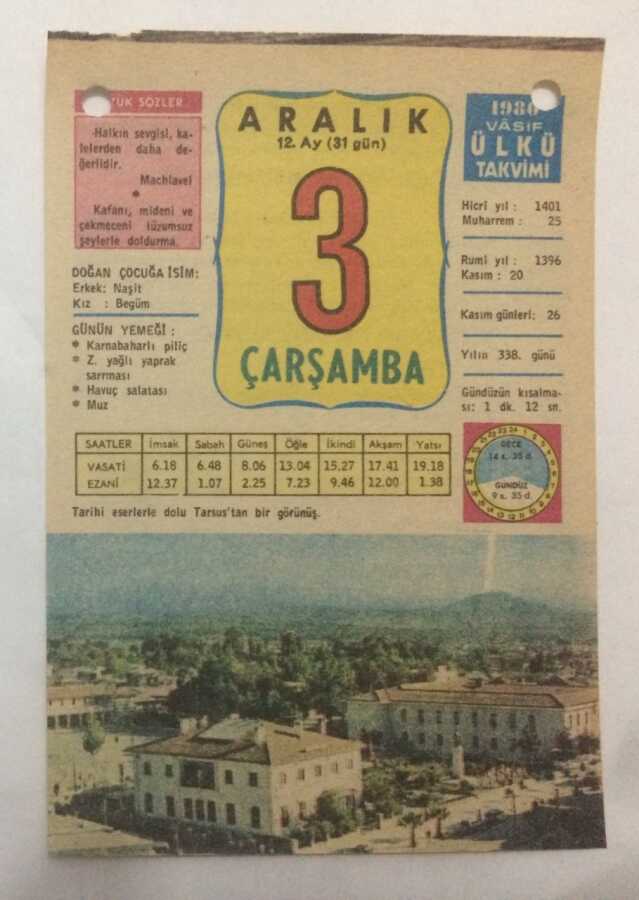 YÜK SÖZLER
Halkın sevgisi, ka-
lelerden daha de-
ğerlidir.
Machiavel
*
Kafanı, mideni ve
çekmeceni lüzumsuz
şeylerle doldurma.
DOĞAN ÇOCUĞA İSİM:
Erkek: Naşit
Kız : Begüm
GÜNÜN YEMEĞİ :
* Karnabaharlı piliç
* Z. yağlı yaprak
sarması
* Havuç salatası
* Muz
ARALIK
12. Ay (31 gün)
3
ÇARŞAMBA
1980
VÂSIF
ÜLKÜ
TAKVİMİ
Hicri yıl : 1401
Muharrem : 25
Rumi yıl : 1396
Kasım : 20
Kasım günleri: 26
Yılın 338. günü
Gündüzün kısalma-
sı: 1 dk. 12 sn.
SAATLER İmsak Sabah Güneş Öğle İkindi Akşam Yatsı
VASATİ 6.18 6.48 8.06 13.04 15.27 17.41 19.18
EZANİ 12.37 1.07 2.25 7.23 9.46 12.00 1.38
GECE
14 s. 35 d.
GÜNDÜZ
9 s. 35 d.
Tarihi eserlerle dolu Tarsus'tan bir görünüş.